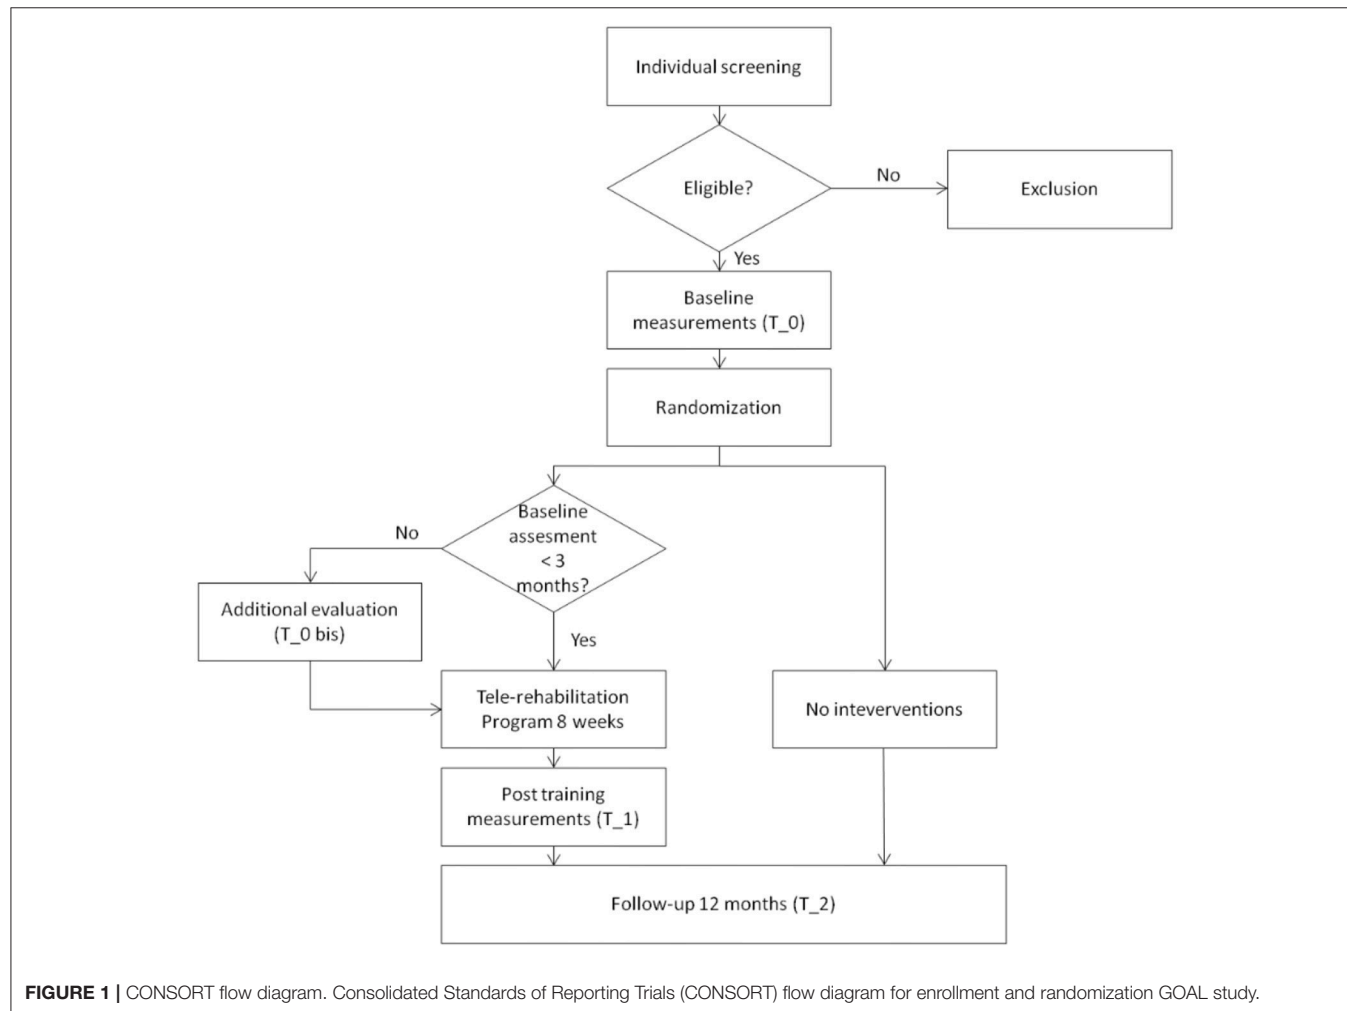 Individual screening
Eligible?
No
Exclusion
Yes
Baseline
measurements (T_0)
Randomization
Baseline
assesment
< 3
months?
No
Additional evaluation
(T_0 bis)
Yes
Tele-rehabilitation
Program 8 weeks
No inteverventions
Post training
measurements (T_1)
Follow-up 12 months (T_2)
FIGURE 1 | CONSORT flow diagram. Consolidated Standards of Reporting Trials (CONSORT) flow diagram for enrollment and randomization GOAL study.